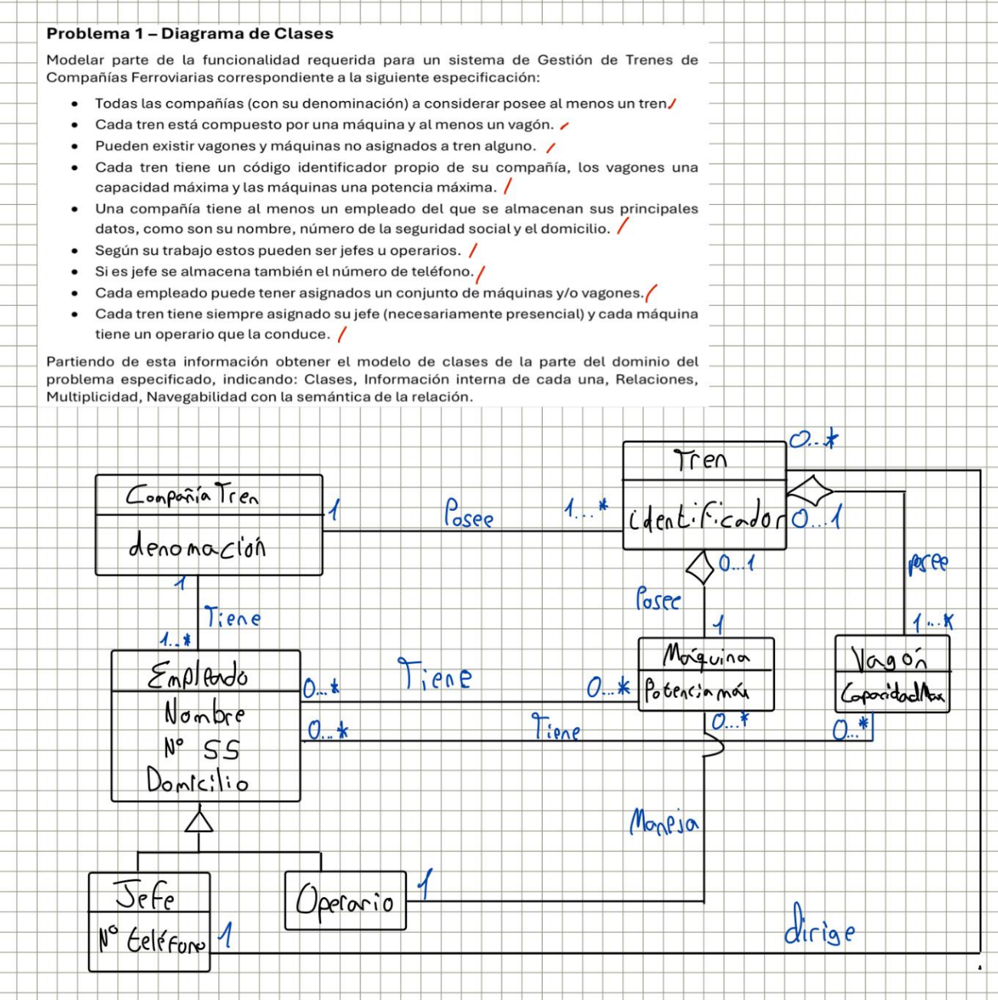 Problema 1 – Diagrama de Clases
Modelar parte de la funcionalidad requerida para un sistema de Gestión de Trenes de
Compañías Ferroviarias correspondiente a la siguiente especificación:
• Todas las compañías (con su denominación) a considerar posee al menos un tren.
• Cada tren está compuesto por una máquina y al menos un vagón.
• Pueden existir vagones y máquinas no asignados a tren alguno.
• Cada tren tiene un código identificador propio de su compañía, los vagones una
capacidad máxima y las máquinas una potencia máxima.
• Una compañía tiene al menos un empleado del que se almacenan sus principales
datos, como son su nombre, número de la seguridad social y el domicilio.
• Según su trabajo estos pueden ser jefes u operarios.
• Si es jefe se almacena también el número de teléfono.
• Cada empleado puede tener asignados un conjunto de máquinas y/o vagones.
• Cada tren tiene siempre asignado su jefe (necesariamente presencial) y cada máquina
tiene un operario que la conduce.
Partiendo de esta información obtener el modelo de clases de la parte del dominio del
problema especificado, indicando: Clases, Información interna de cada una, Relaciones,
Multiplicidad, Navegabilidad con la semántica de la relación.
0..*
Tren
Compañía Tren
1
Posee
1...*
identificador
0...1
denomación
1
0...1
posee
Tiene
Posee
1..*
1
1...*
Empleado
Máquina
Vagón
0...*
Tiene
0...*
Potencia máx
CapacidadMax
Nombre
0...*
Tiene
0...*
0...*
Nº SS
Domicilio
Maneja
Jefe
Operario
1
Nº teléfono
1
dirige